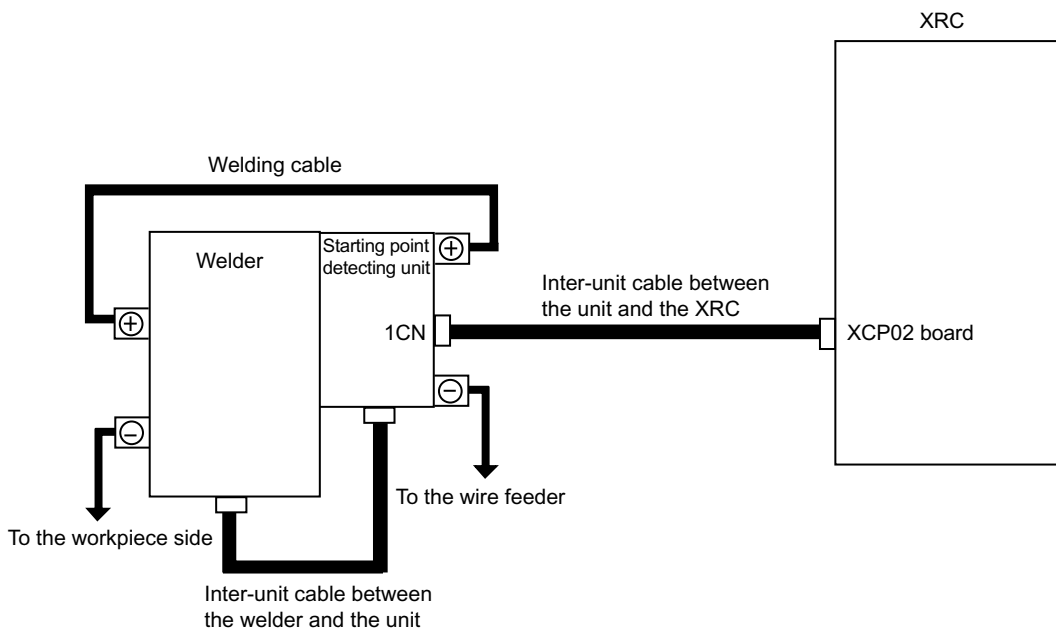 XRC
Welding cable
Welder
Starting point
detecting unit
+
+
Inter-unit cable between
the unit and the XRC
1CN
XCP02 board
−
−
To the wire feeder
To the workpiece side
Inter-unit cable between
the welder and the unit